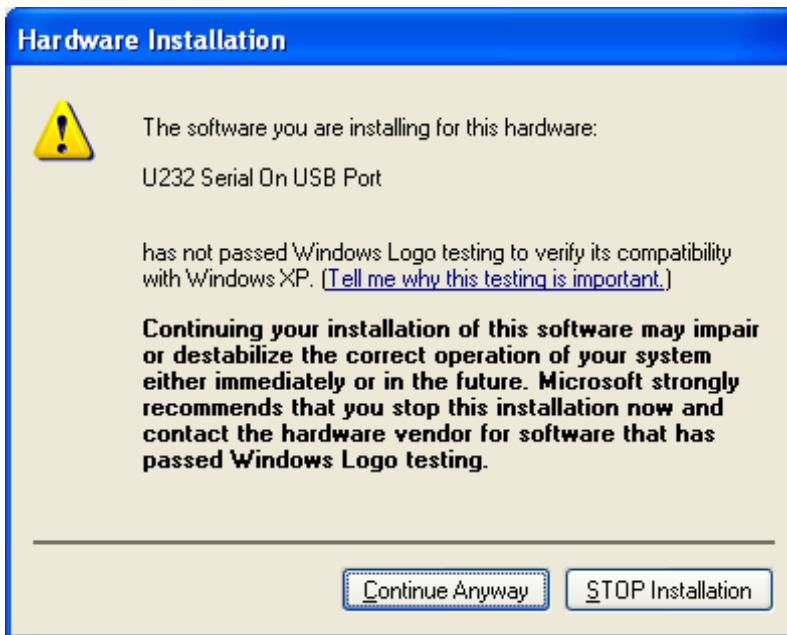 Hardware Installation
The software you are installing for this hardware:
U232 Serial On USB Port
has not passed Windows Logo testing to verify its compatibility
with Windows XP. (Tell me why this testing is important.)
Continuing your installation of this software may impair
or destabilize the correct operation of your system
either immediately or in the future. Microsoft strongly
recommends that you stop this installation now and
contact the hardware vendor for software that has
passed Windows Logo testing.
Continue Anyway
STOP Installation